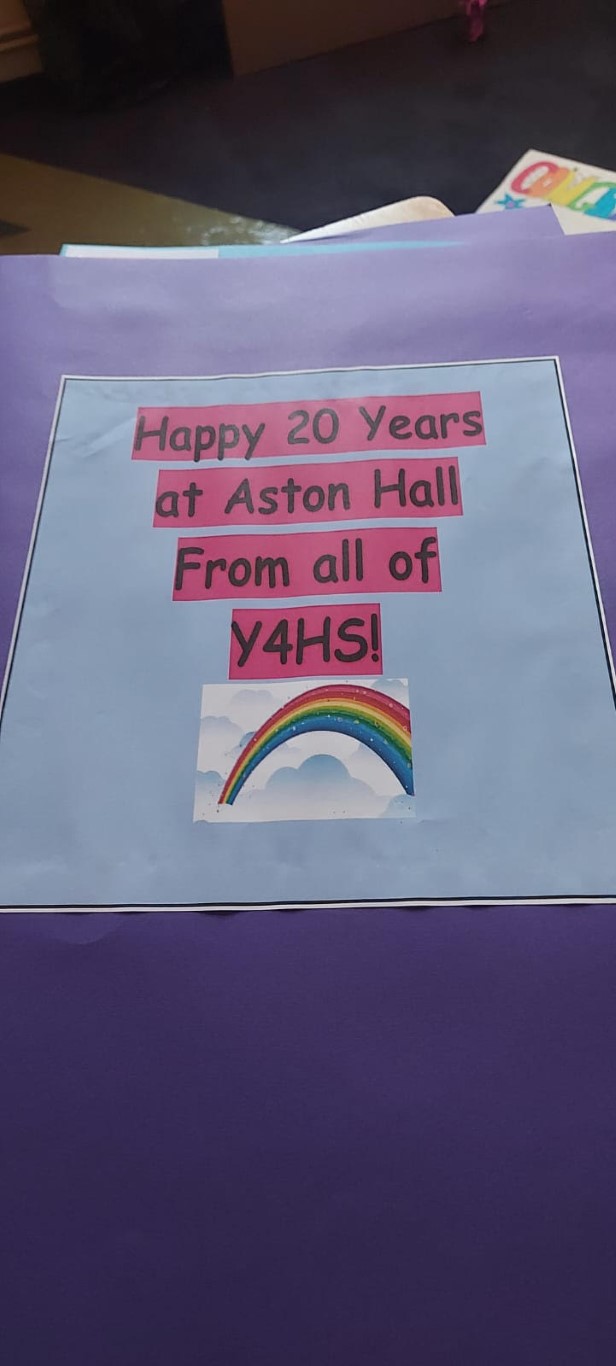 Happy 20 Years
at Aston Hall
From all of
Y4HS!